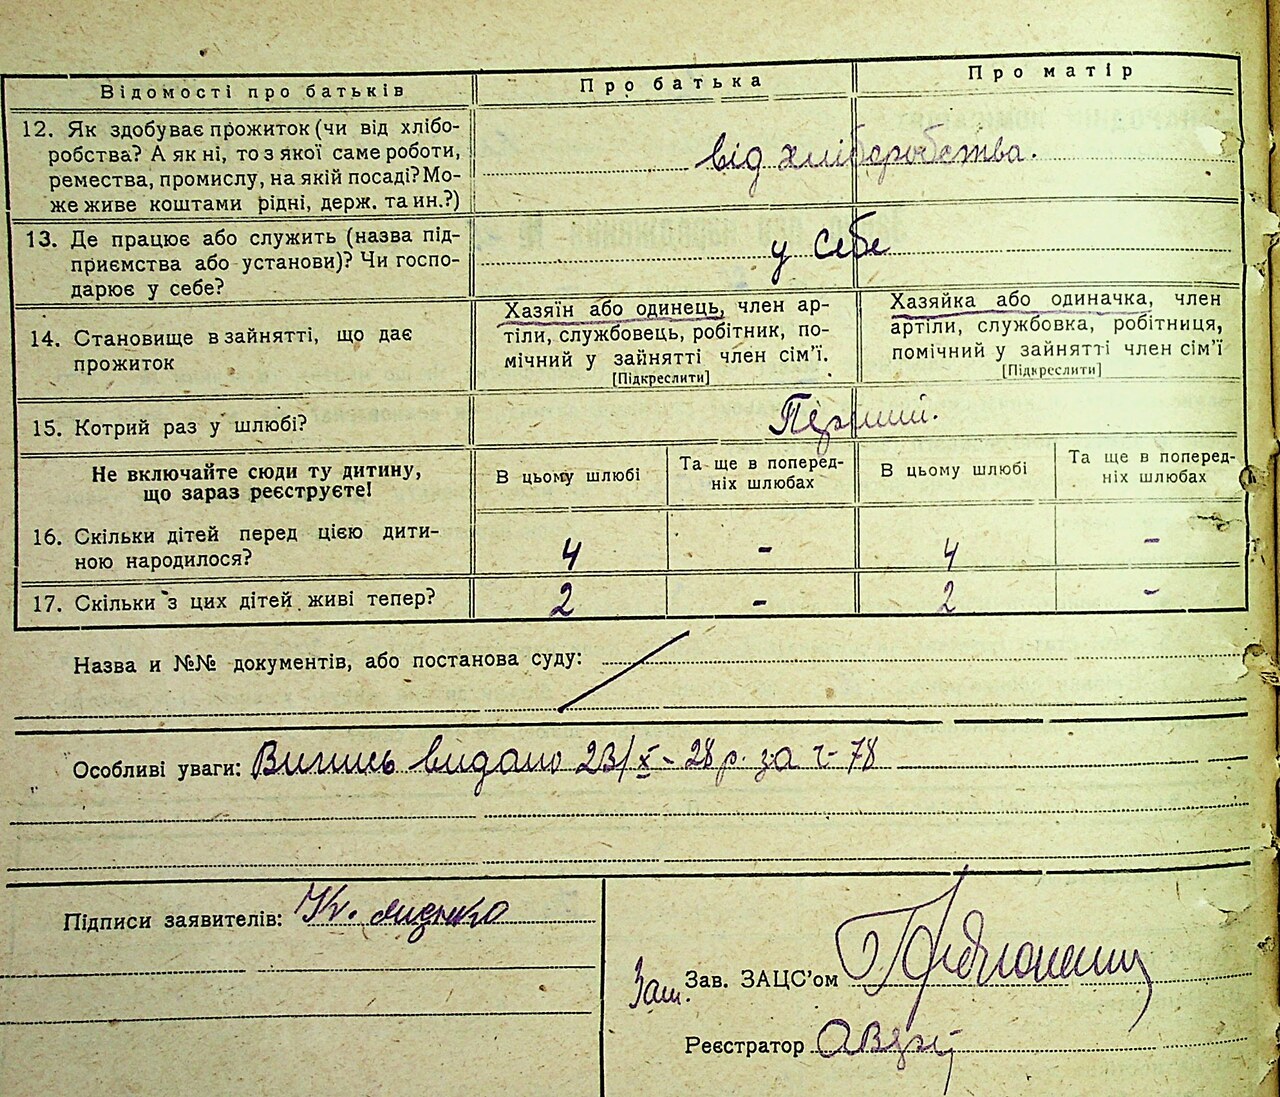 Відомості про батьків Про батька Про матір
12. Як здобуває прожиток (чи від хлібо-
робства? А як ні, то з якої саме роботи,
ремества, промислу, на якій посаді? Мо-
же живе коштами рідні, держ. та ин.?)
від хліборобства.
13. Де працює або служить (назва під-
приємства або установи)? Чи госпо-
дарює у себе?
у себе
14. Становище в зайнятті, що дає
прожиток
Хазяїн або одинець, член ар-
тіли, службовець, робітник, по-
мічний у зайнятті член сім'ї.
[Підкреслити]
Хазяйка або одиначка, член
артіли, службовка, робітниця,
помічний у зайнятті член сім'ї
[Підкреслити]
15. Котрий раз у шлюбі? Перший.
Не включайте сюди ту дитину,
що зараз реєструєте!
В цьому шлюбі
Та ще в поперед-
ніх шлюбах
В цьому шлюбі
Та ще в поперед-
ніх шлюбах
16. Скільки дітей перед цією дити-
ною народилося?
4 - 4 -
17. Скільки з цих дітей живі тепер? 2 - 2 -
Назва и №№ документів, або постанова суду:
Особливі уваги: Випись видано 23/X - 28 р. за ч - 78
Підписи заявителів:
Зам. Зав. ЗАЦС'ом
Реєстратор